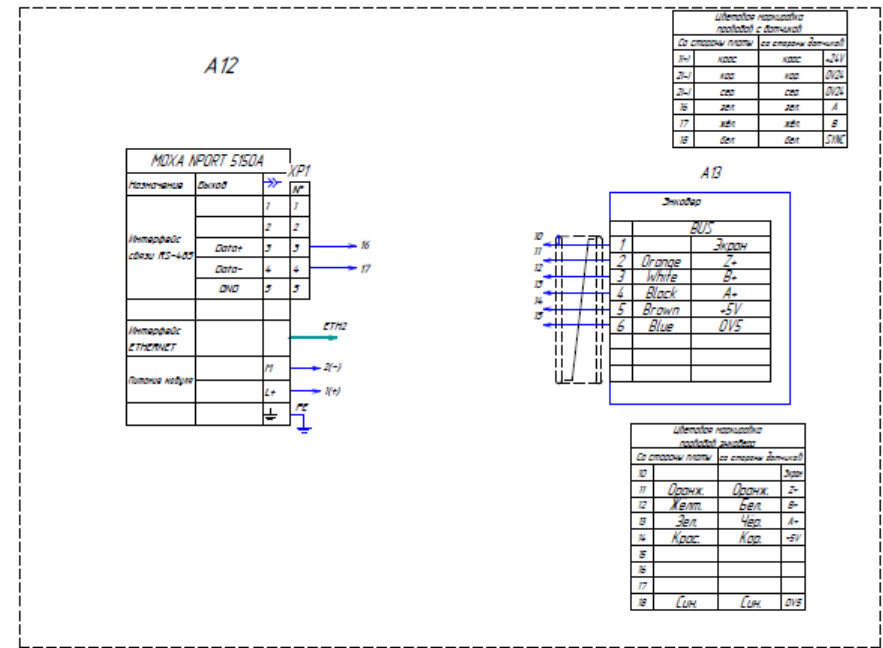 Цветовая маркировка
проводов с датчиков
Со стороны платы со стороны датчиков
1(+) крас. крас. +24V
2(-) кор. кор. 0V24
2(-) сер. сер. 0V24
16 зел. зел. A
17 жёл. жёл. B
18 бел. бел. SYNC
A12
MOXA NPORT 5150A
XP1
Назначение Выход N°
1 1
2 2
Интерфейс
связи RS-485
Data+ 3 3 16
Data- 4 4 17
GND 5 5
Интерфейс
ETHERNET
ETH2
Питание модуля
M 2(-)
L+ 1(+)
PE
A13
Энкодер
BUS
10 1 Экран
11 2 Orange Z+
12 3 White B+
13 4 Black A+
14 5 Brown +5V
15 6 Blue 0V5
Цветовая маркировка
проводов энкодера
Со стороны платы со стороны датчиков
10 Экран
11 Оранж. Оранж. Z+
12 Желт. Бел. B+
13 Зел. Чёр. A+
14 Крас. Кор. +5V
15
16
17
18 Син. Син. 0V5